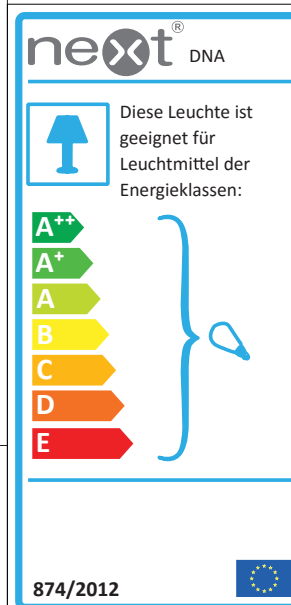 next® DNA
Diese Leuchte ist
geeignet für
Leuchtmittel der
Energieklassen:
A++
A+
A
B
C
D
E
874/2012